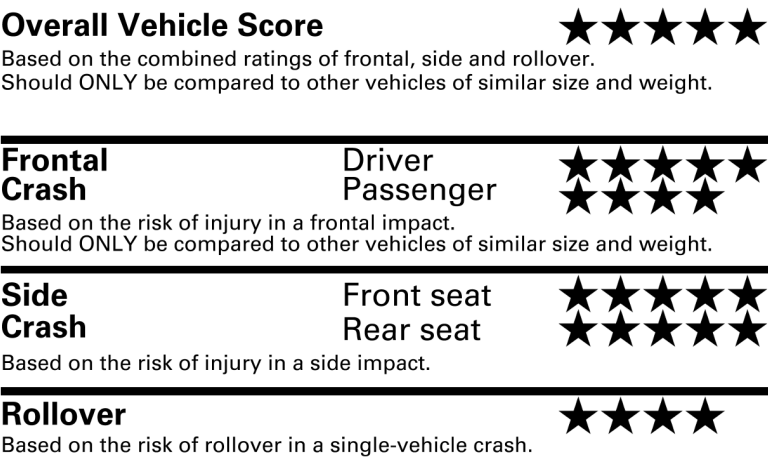 Overall Vehicle Score ★★★★★
Based on the combined ratings of frontal, side and rollover.
Should ONLY be compared to other vehicles of similar size and weight.
Frontal Driver ★★★★★
Crash Passenger ★★★★
Based on the risk of injury in a frontal impact.
Should ONLY be compared to other vehicles of similar size and weight.
Side Front seat ★★★★★
Crash Rear seat ★★★★★
Based on the risk of injury in a side impact.
Rollover ★★★★
Based on the risk of rollover in a single-vehicle crash.